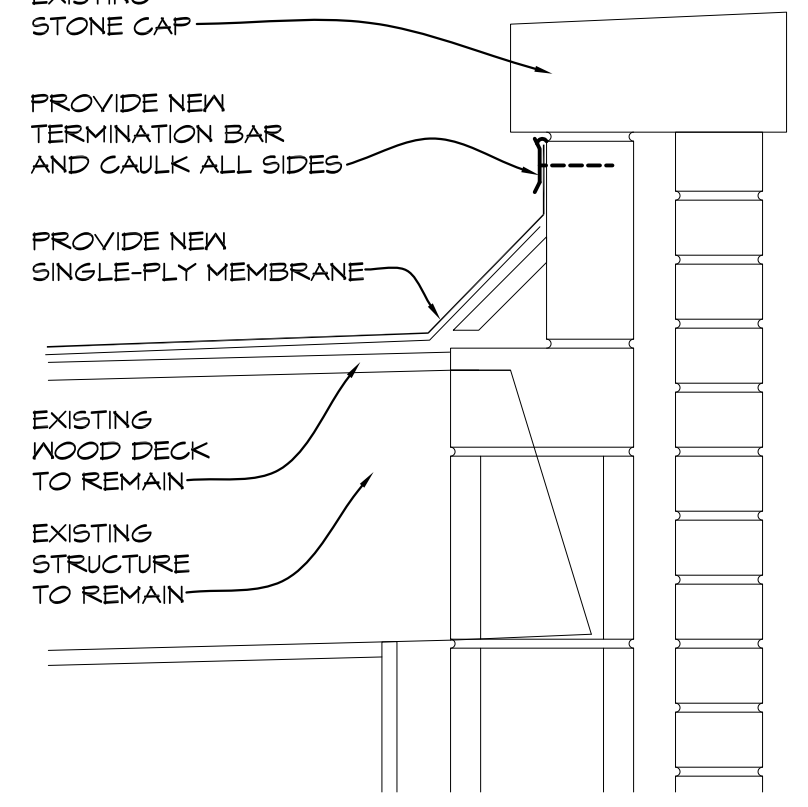 EXISTING
STONE CAP
PROVIDE NEW
TERMINATION BAR
AND CAULK ALL SIDES
PROVIDE NEW
SINGLE-PLY MEMBRANE
EXISTING
WOOD DECK
TO REMAIN
EXISTING
STRUCTURE
TO REMAIN